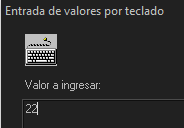 Entrada de valores por teclado
Valor a ingresar:
22